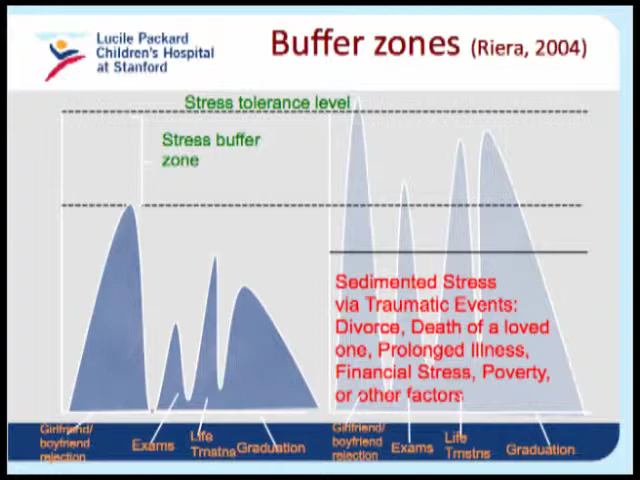 Lucile Packard
Children's Hospital
at Stanford
Buffer zones (Riera, 2004)
Stress tolerance level
Stress buffer
zone
Sedimented Stress
via Traumatic Events:
Divorce, Death of a loved
one, Prolonged Illness,
Financial Stress, Poverty,
or other factors
Girlfriend/
boyfriend
rejection
Exams
Life
Trnstns
Graduation
Girlfriend/
boyfriend
rejection
Exams
Life
Trnstns
Graduation